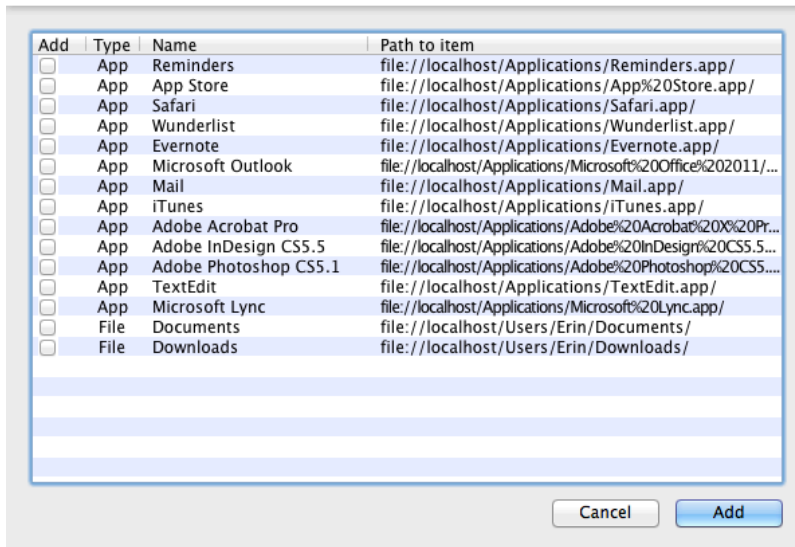 Add Type Name Path to item
App Reminders file://localhost/Applications/Reminders.app/
App App Store file://localhost/Applications/App%20Store.app/
App Safari file://localhost/Applications/Safari.app/
App Wunderlist file://localhost/Applications/Wunderlist.app/
App Evernote file://localhost/Applications/Evernote.app/
App Microsoft Outlook file://localhost/Applications/Microsoft%20Office%202011/...
App Mail file://localhost/Applications/Mail.app/
App iTunes file://localhost/Applications/iTunes.app/
App Adobe Acrobat Pro file://localhost/Applications/Adobe%20Acrobat%20X%20Pr...
App Adobe InDesign CS5.5 file://localhost/Applications/Adobe%20InDesign%20CS5.5...
App Adobe Photoshop CS5.1 file://localhost/Applications/Adobe%20Photoshop%20CS5....
App TextEdit file://localhost/Applications/TextEdit.app/
App Microsoft Lync file://localhost/Applications/Microsoft%20Lync.app/
File Documents file://localhost/Users/Erin/Documents/
File Downloads file://localhost/Users/Erin/Downloads/
Cancel Add